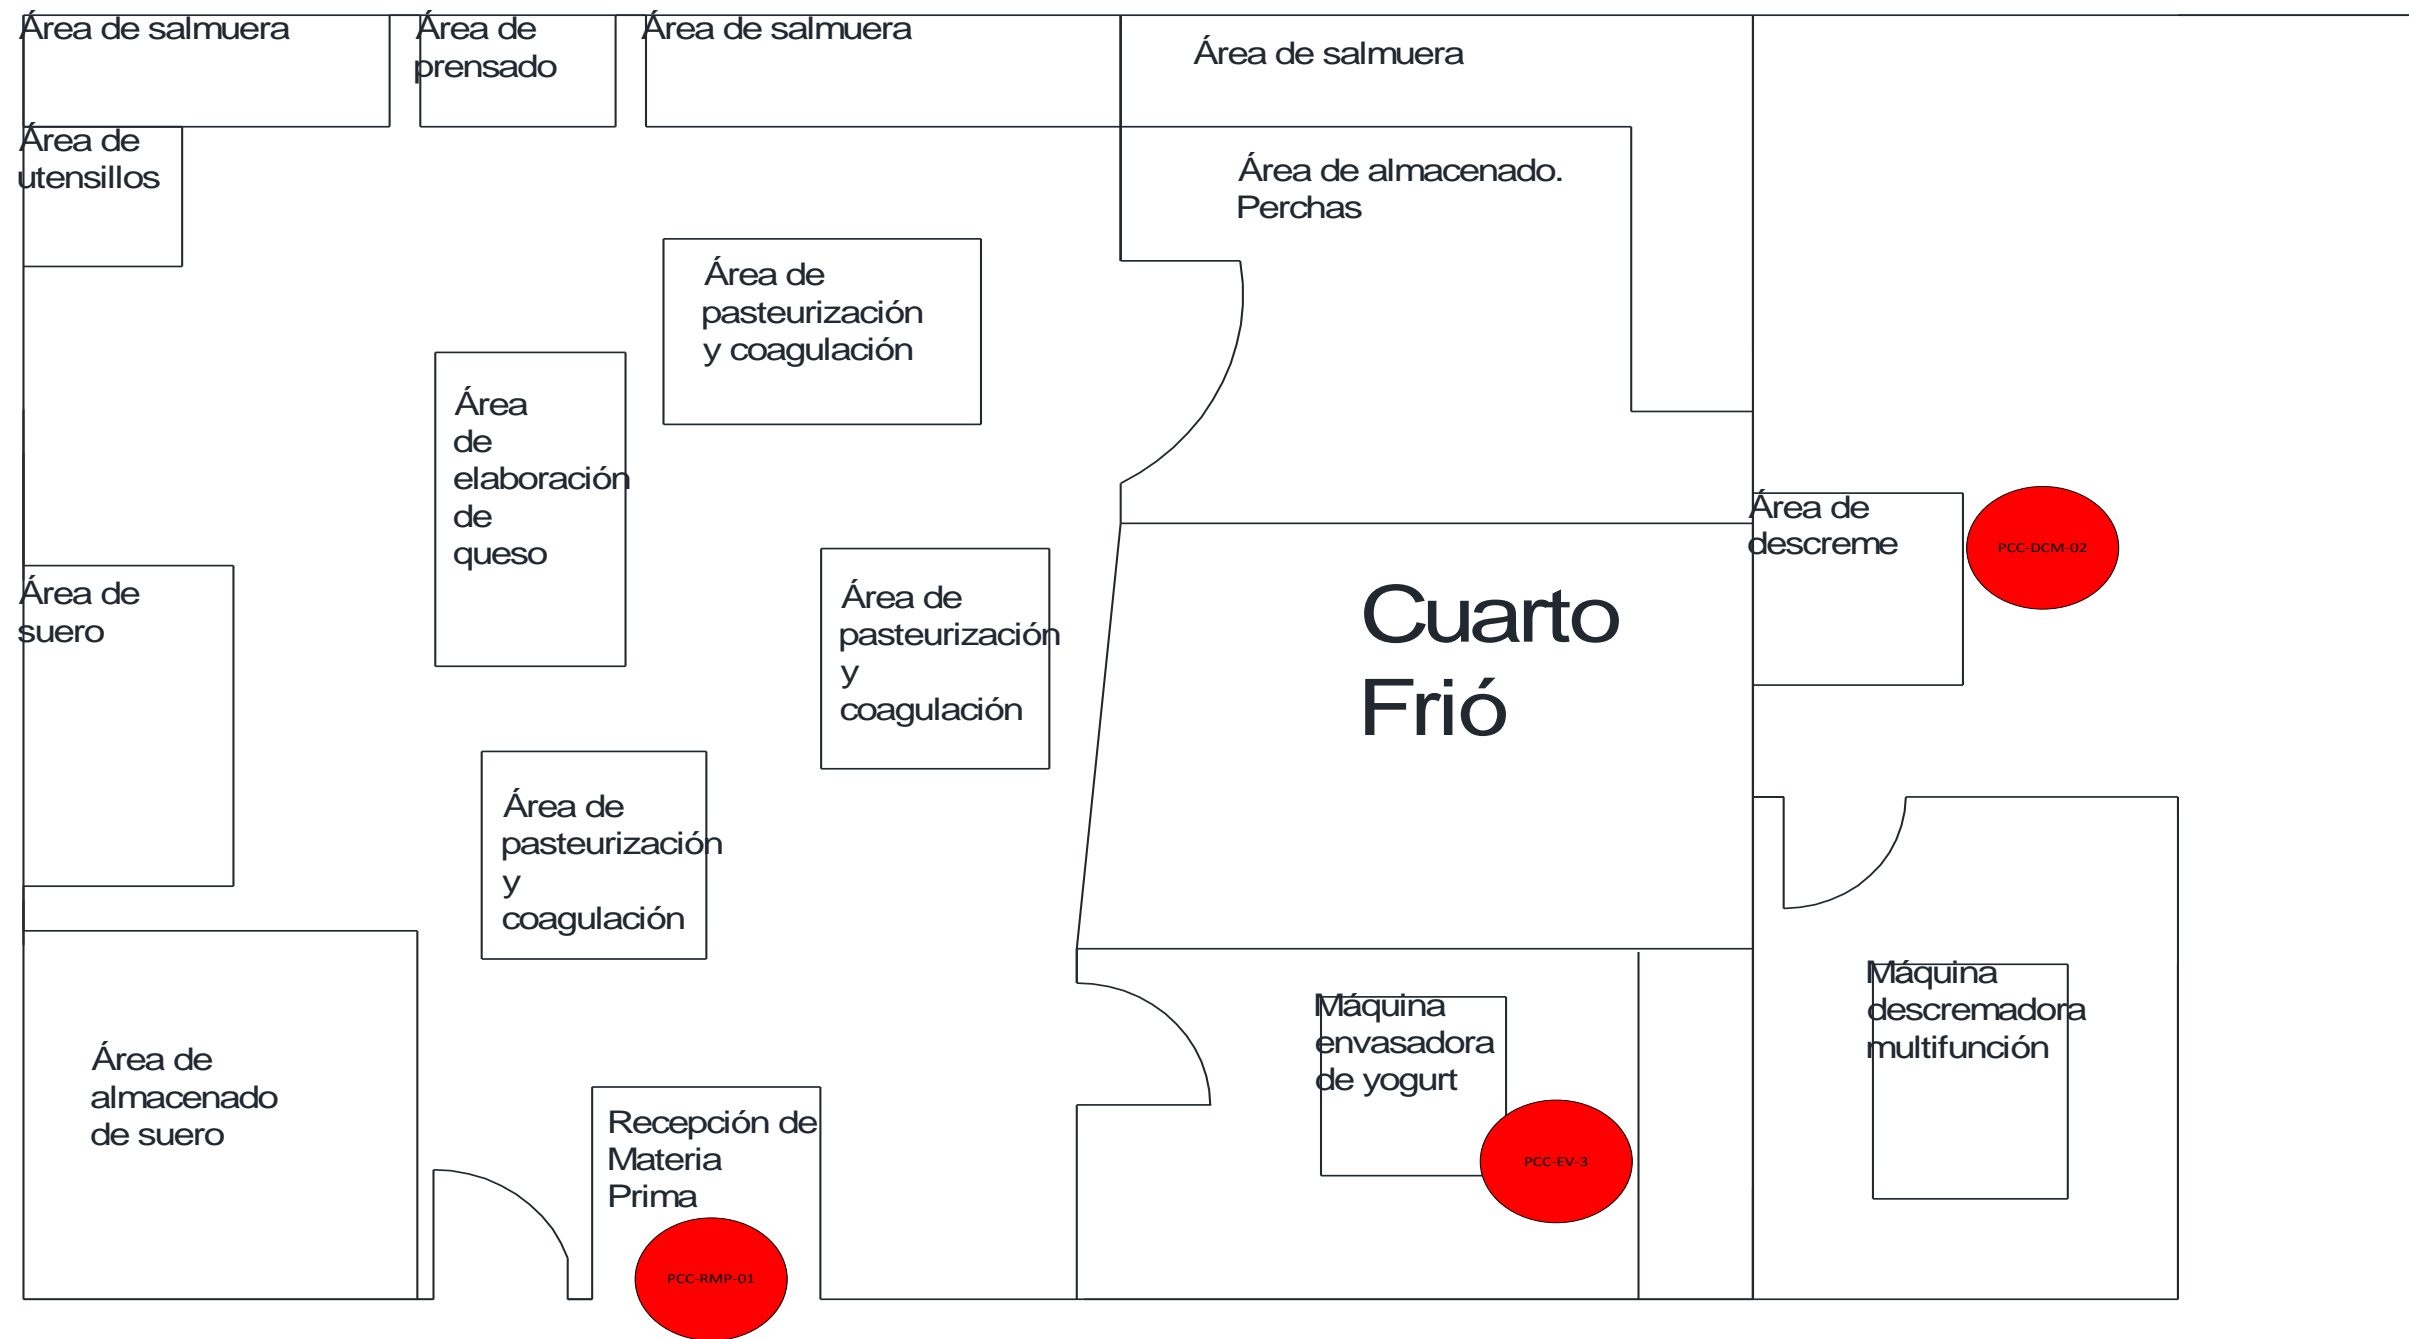 Área de salmuera
Área de
prensado
Área de salmuera
Área de salmuera
Área de
utensillos
Área de almacenado.
Perchas
Área de
pasteurización
y coagulación
Área
de
elaboración
de
queso
Área de
descreme
PCC-DCM-02
Área de
suero
Área de
pasteurización
y
coagulación
Cuarto
Frió
Área de
pasteurización
y
coagulación
Máquina
descremadora
multifunción
Máquina
envasadora
de yogurt
PCC-EV-3
Área de
almacenado
de suero
Recepción de
Materia
Prima
PCC-RMP-01